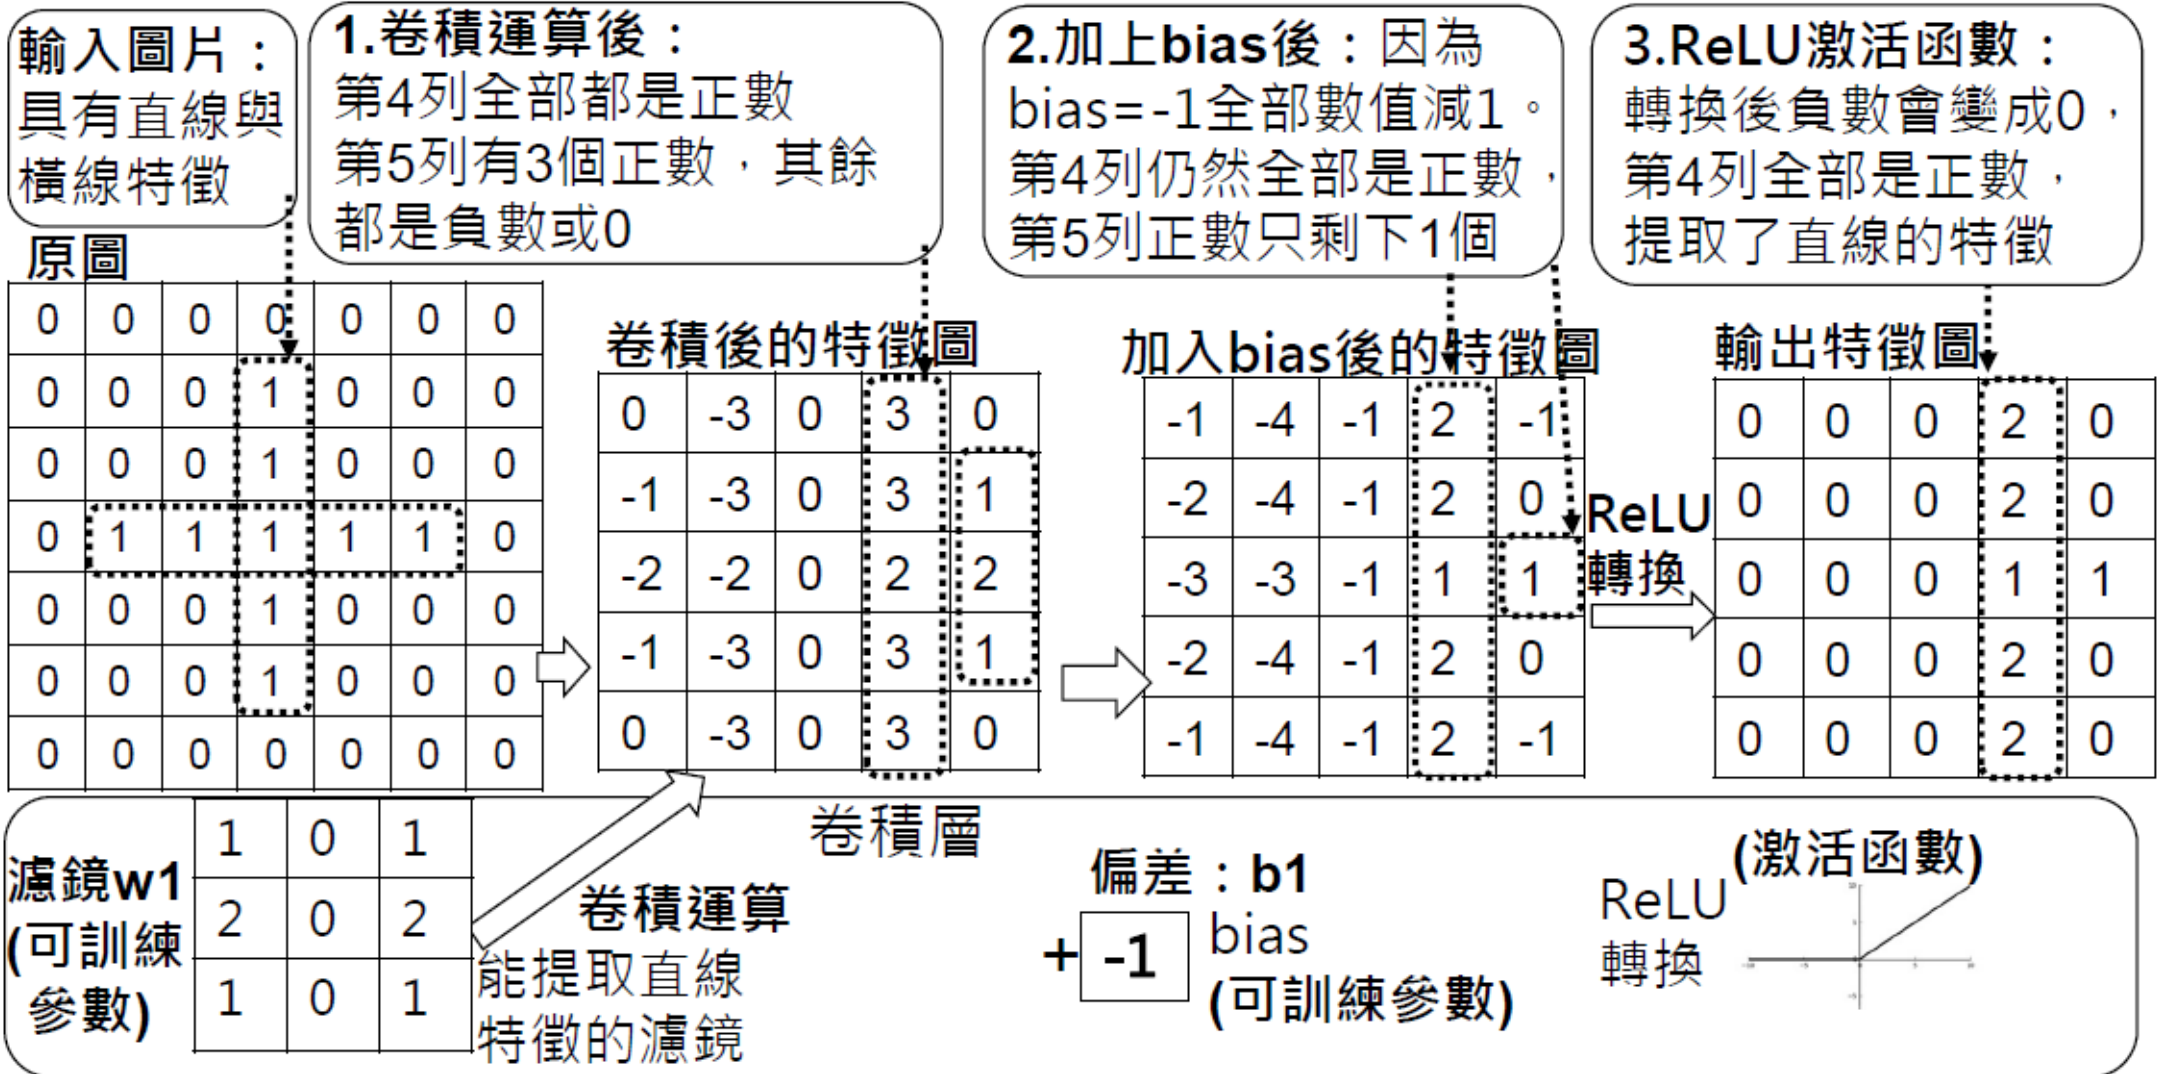 輸入圖片：
具有直線與
橫線特徵
1.卷積運算後：
第4列全部都是正數
第5列有3個正數，其餘
都是負數或0
2.加上bias後：因為
bias=-1全部數值減1。
第4列仍然全部是正數，
第5列正數只剩下1個
3.ReLU激活函數：
轉換後負數會變成0，
第4列全部是正數，
提取了直線的特徵
原圖
0 0 0 0 0 0 0
0 0 0 1 0 0 0
0 0 0 1 0 0 0
0 1 1 1 1 1 0
0 0 0 1 0 0 0
0 0 0 1 0 0 0
0 0 0 0 0 0 0
卷積後的特徵圖
0 -3 0 3 0
-1 -3 0 3 1
-2 -2 0 2 2
-1 -3 0 3 1
0 -3 0 3 0
加入bias後的特徵圖
-1 -4 -1 2 -1
-2 -4 -1 2 0
-3 -3 -1 1 1
-2 -4 -1 2 0
-1 -4 -1 2 -1
ReLU
轉換
輸出特徵圖
0 0 0 2 0
0 0 0 2 0
0 0 0 1 1
0 0 0 2 0
0 0 0 2 0
濾鏡w1
(可訓練
參數)
1 0 1
2 0 2
1 0 1
卷積運算
能提取直線
特徵的濾鏡
卷積層
偏差：b1
+ -1
bias
(可訓練參數)
(激活函數)
ReLU
轉換